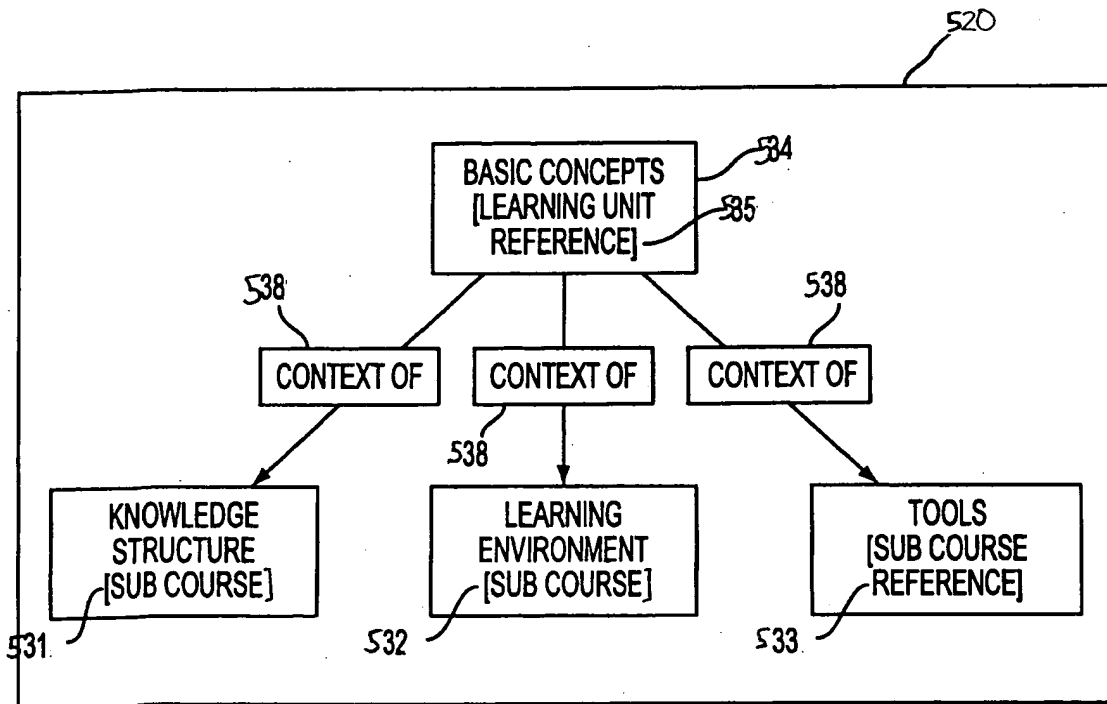 520
BASIC CONCEPTS
[LEARNING UNIT
REFERENCE]
534
535
538
538
CONTEXT OF
CONTEXT OF
CONTEXT OF
538
KNOWLEDGE
STRUCTURE
[SUB COURSE]
LEARNING
ENVIRONMENT
[SUB COURSE]
TOOLS
[SUB COURSE
REFERENCE]
531
532
533